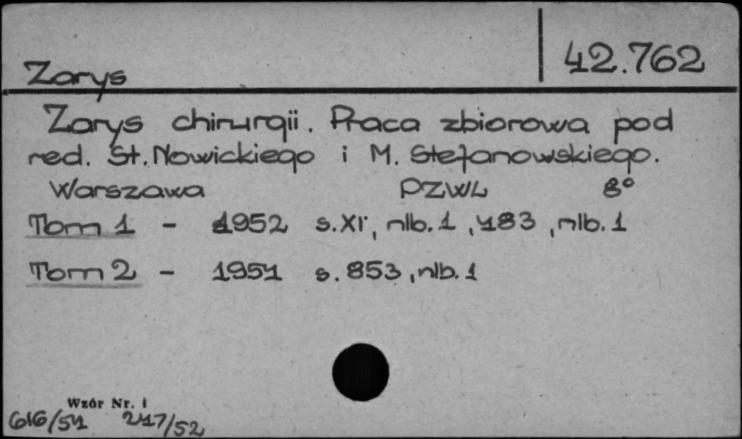 Zarys
42.762
Zarys chirurgii. Praca zbiorowa pod
red. St. Nowickiego i M. Stefanowskiego.
Warszawa PZWL 8°
Tom 1 - 1952 s. XI, nlb. 1, 483, nlb. 1
Tom 2 - 1951 s. 853, nlb. 1
Wzór Nr. 1
616/51 247/52